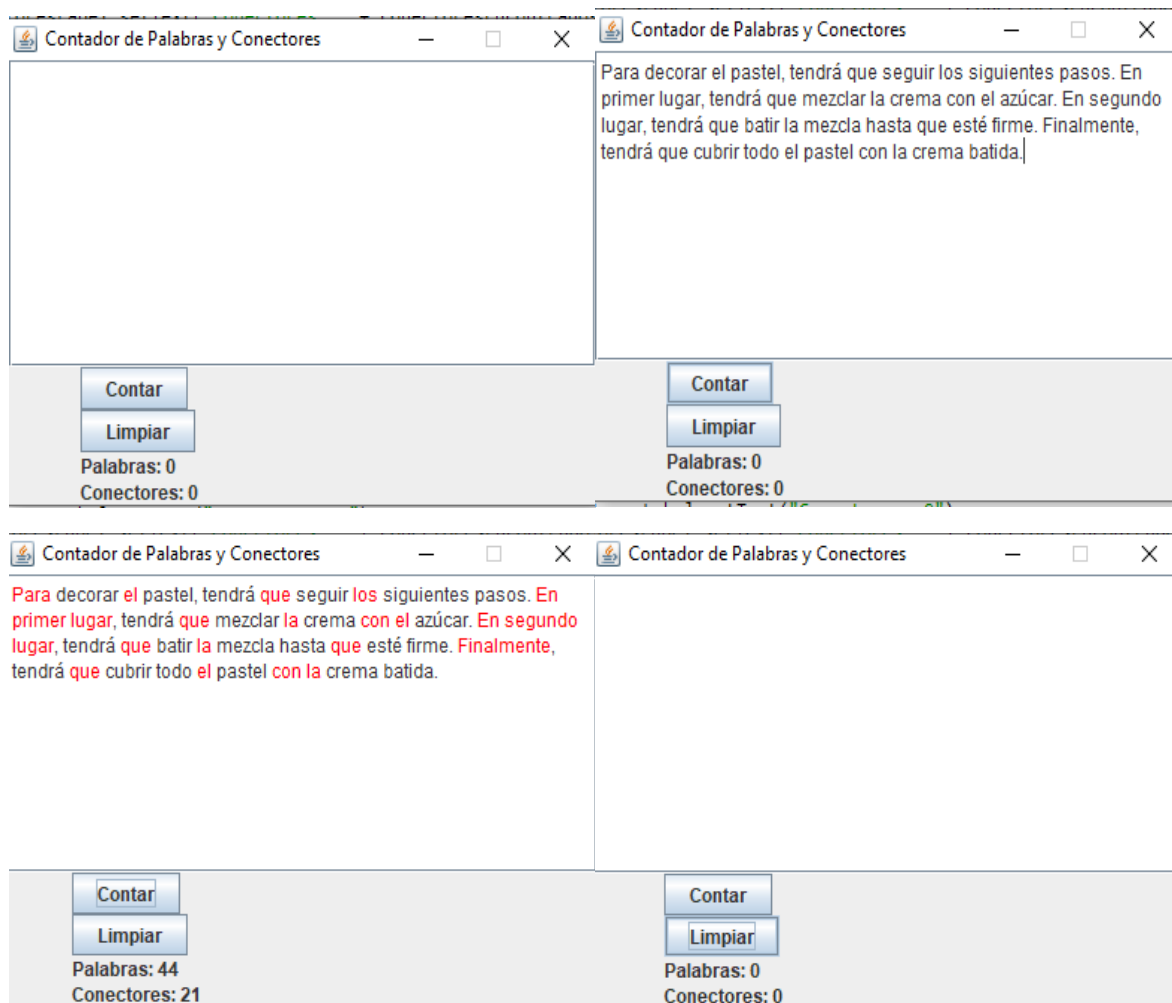 Contador de Palabras y Conectores
Contar
Limpiar
Palabras: 0
Conectores: 0
Contador de Palabras y Conectores
Para decorar el pastel, tendrá que seguir los siguientes pasos. En
primer lugar, tendrá que mezclar la crema con el azúcar. En segundo
lugar, tendrá que batir la mezcla hasta que esté firme. Finalmente,
tendrá que cubrir todo el pastel con la crema batida.
Contar
Limpiar
Palabras: 0
Conectores: 0
Contador de Palabras y Conectores
Para decorar el pastel, tendrá que seguir los siguientes pasos. En
primer lugar, tendrá que mezclar la crema con el azúcar. En segundo
lugar, tendrá que batir la mezcla hasta que esté firme. Finalmente,
tendrá que cubrir todo el pastel con la crema batida.
Contar
Limpiar
Palabras: 44
Conectores: 21
Contador de Palabras y Conectores
Contar
Limpiar
Palabras: 0
Conectores: 0